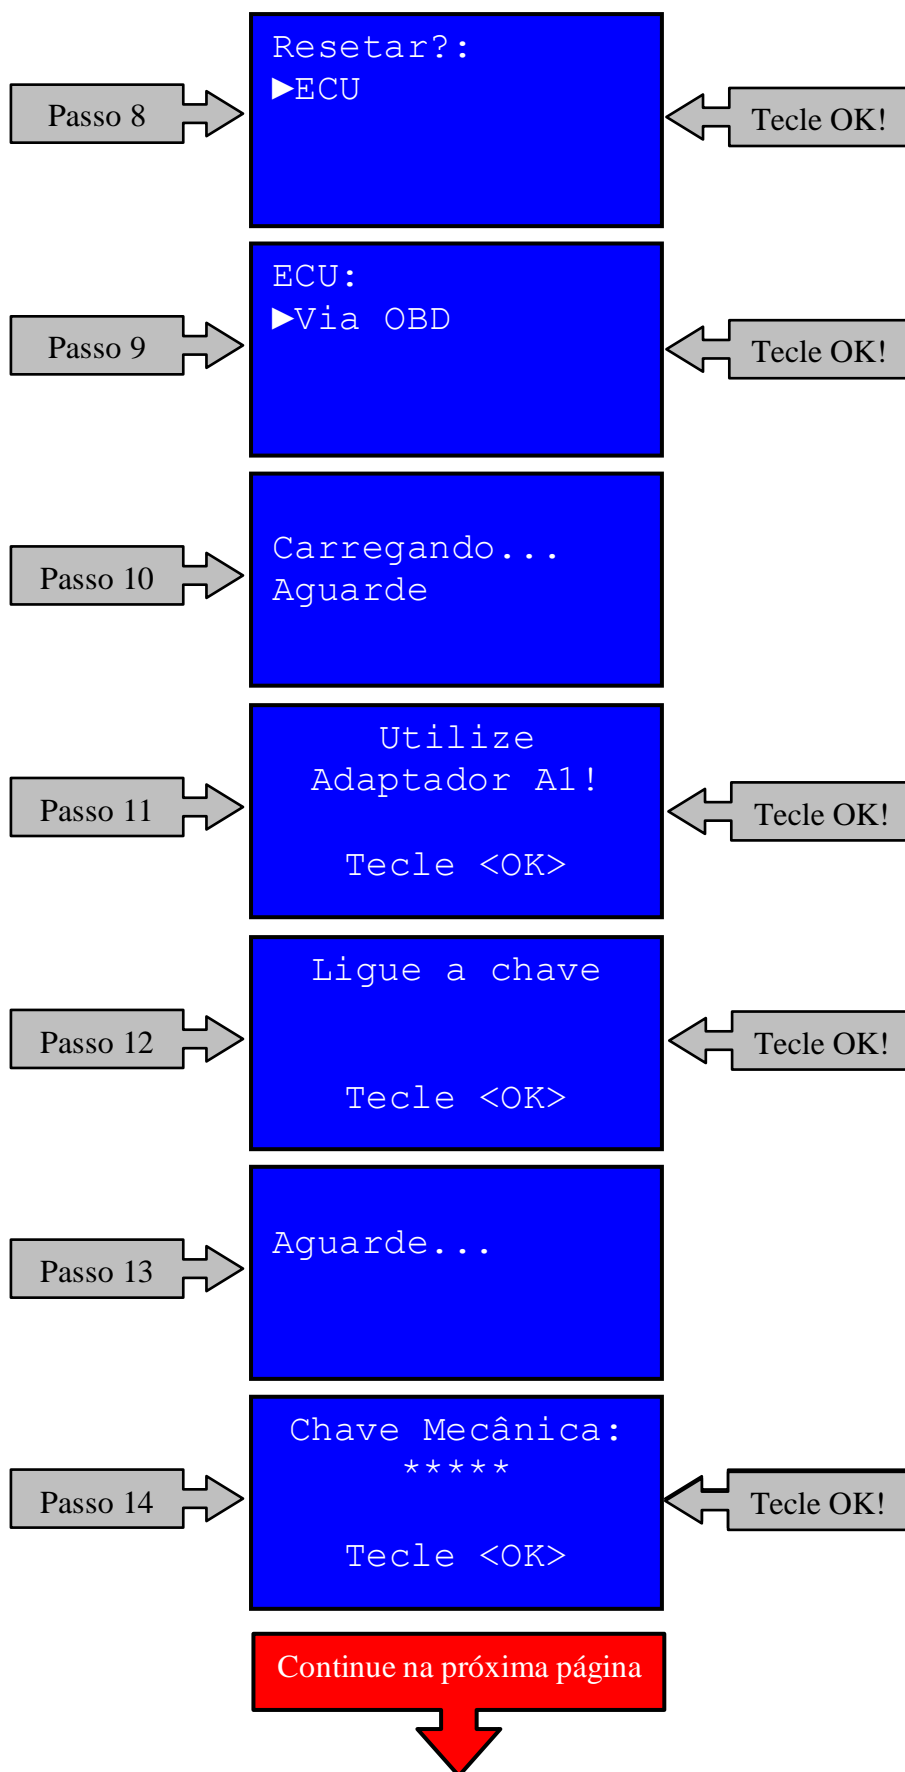 Passo 8
Resetar?:
►ECU
Tecle OK!
Passo 9
ECU:
►Via OBD
Tecle OK!
Passo 10
Carregando...
Aguarde
Passo 11
Utilize
Adaptador A1!
Tecle <OK>
Tecle OK!
Passo 12
Ligue a chave
Tecle <OK>
Tecle OK!
Passo 13
Aguarde...
Passo 14
Chave Mecânica:
*****
Tecle <OK>
Tecle OK!
Continue na próxima página